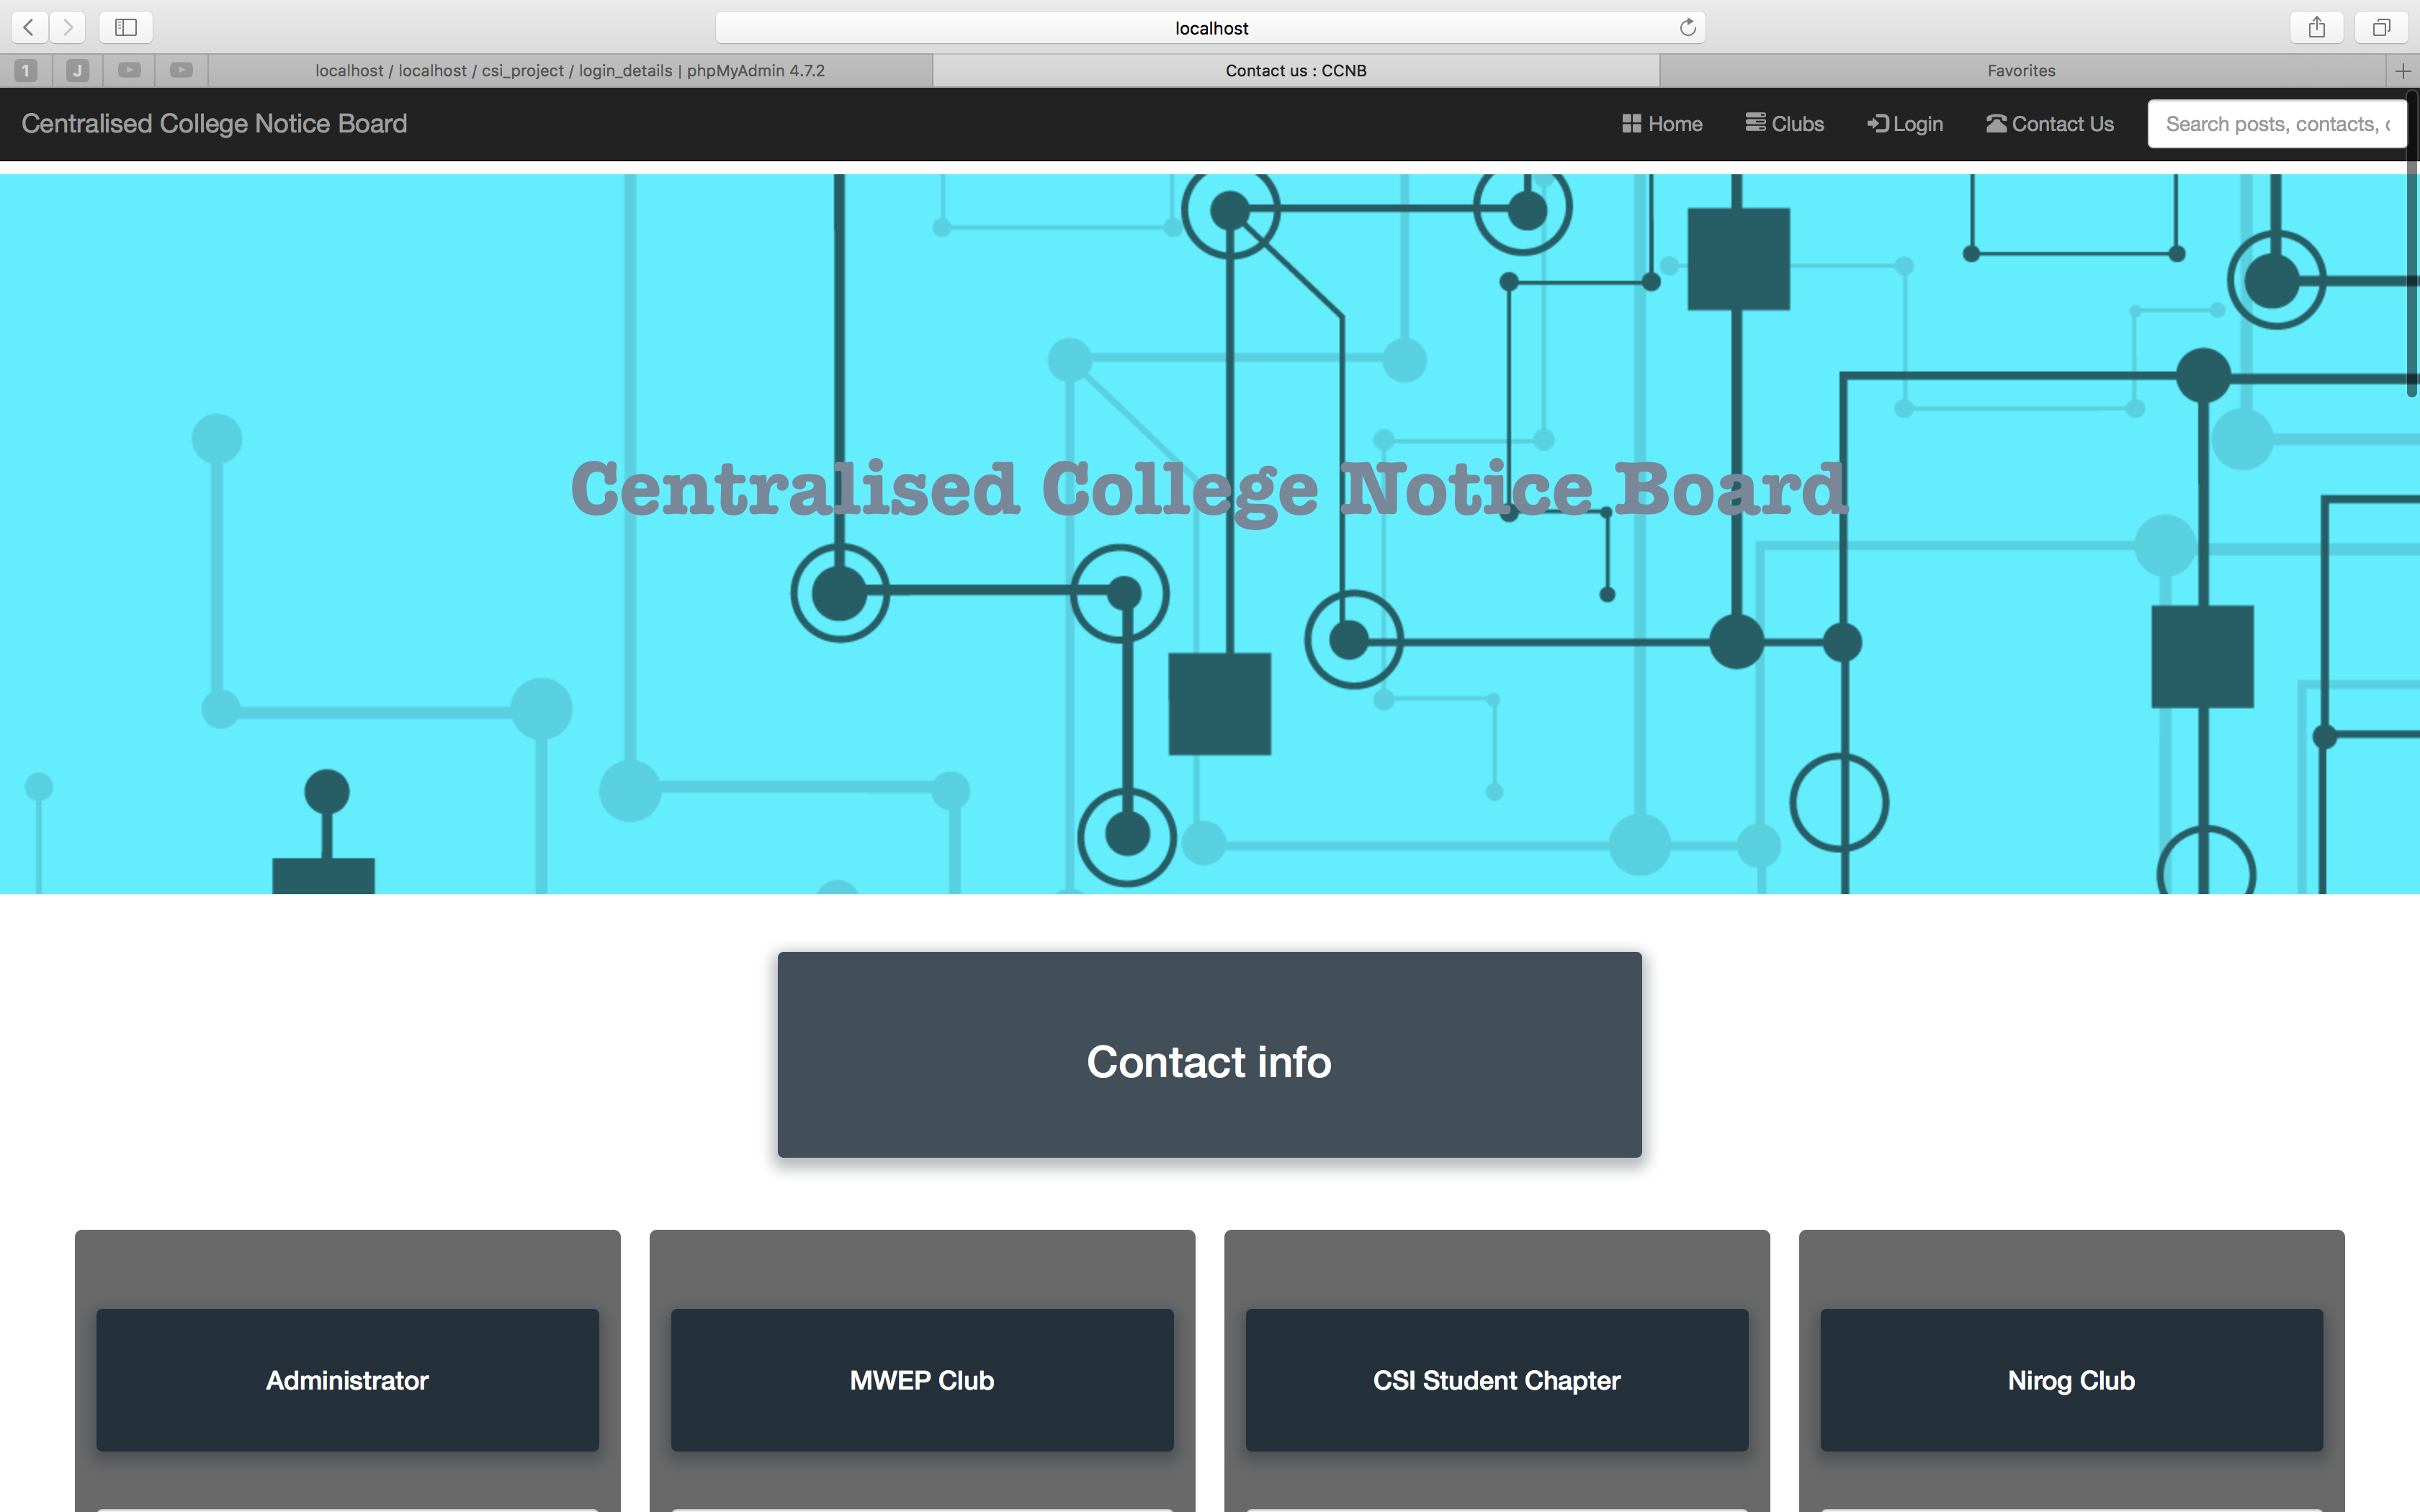 localhost
1
J
localhost / localhost / csi_project / login_details | phpMyAdmin 4.7.2
Contact us : CCNB
Favorites
Centralised College Notice Board
Home
Clubs
Login
Contact Us
Search posts, contacts,
Centralised College Notice Board
Contact info
Administrator
MWEP Club
CSI Student Chapter
Nirog Club